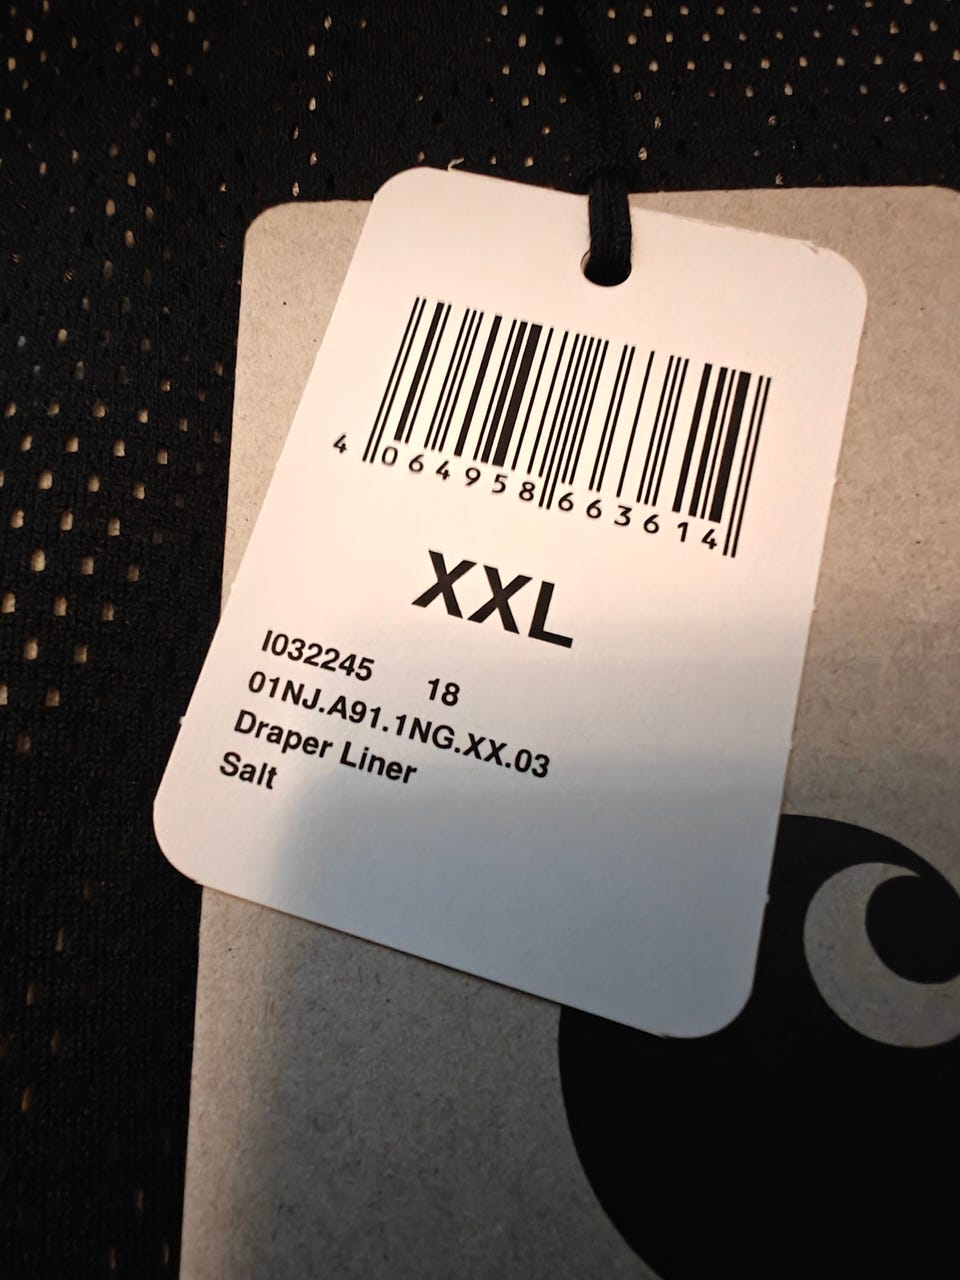 4 064958 663614
XXL
I032245 18
01NJ.A91.1NG.XX.03
Draper Liner
Salt